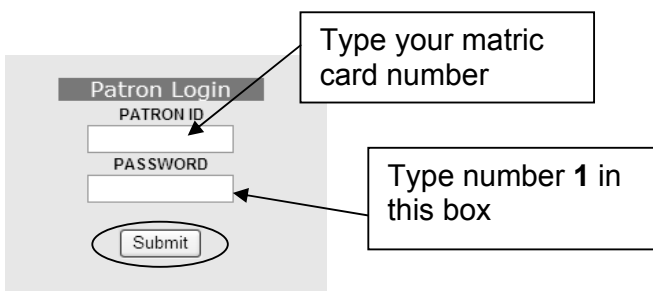 Type your matric
card number
Patron Login
PATRON ID
PASSWORD
Type number 1 in
this box
Submit